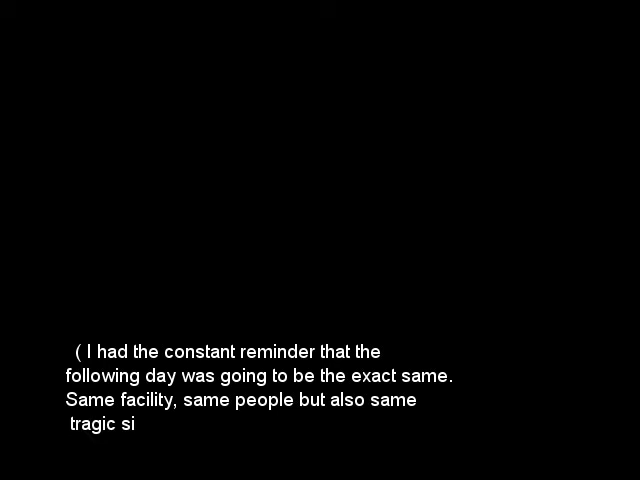 ( I had the constant reminder that the
following day was going to be the exact same.
Same facility, same people but also same
tragic si